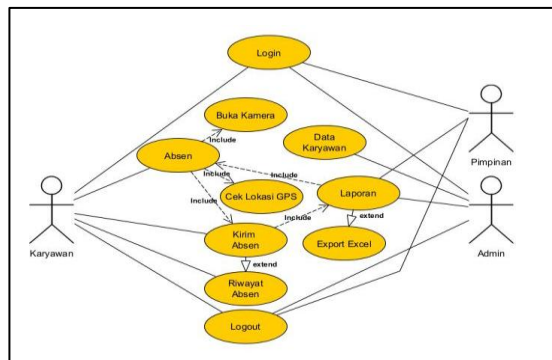 Login
Buka Kamera
Include
Data
Karyawan
Pimpinan
Absen
Include
Include
Cek Lokasi GPS
Laporan
Include
Include
Karyawan
Kirim
Absen
extend
Export Excel
Admin
extend
Riwayat
Absen
Logout